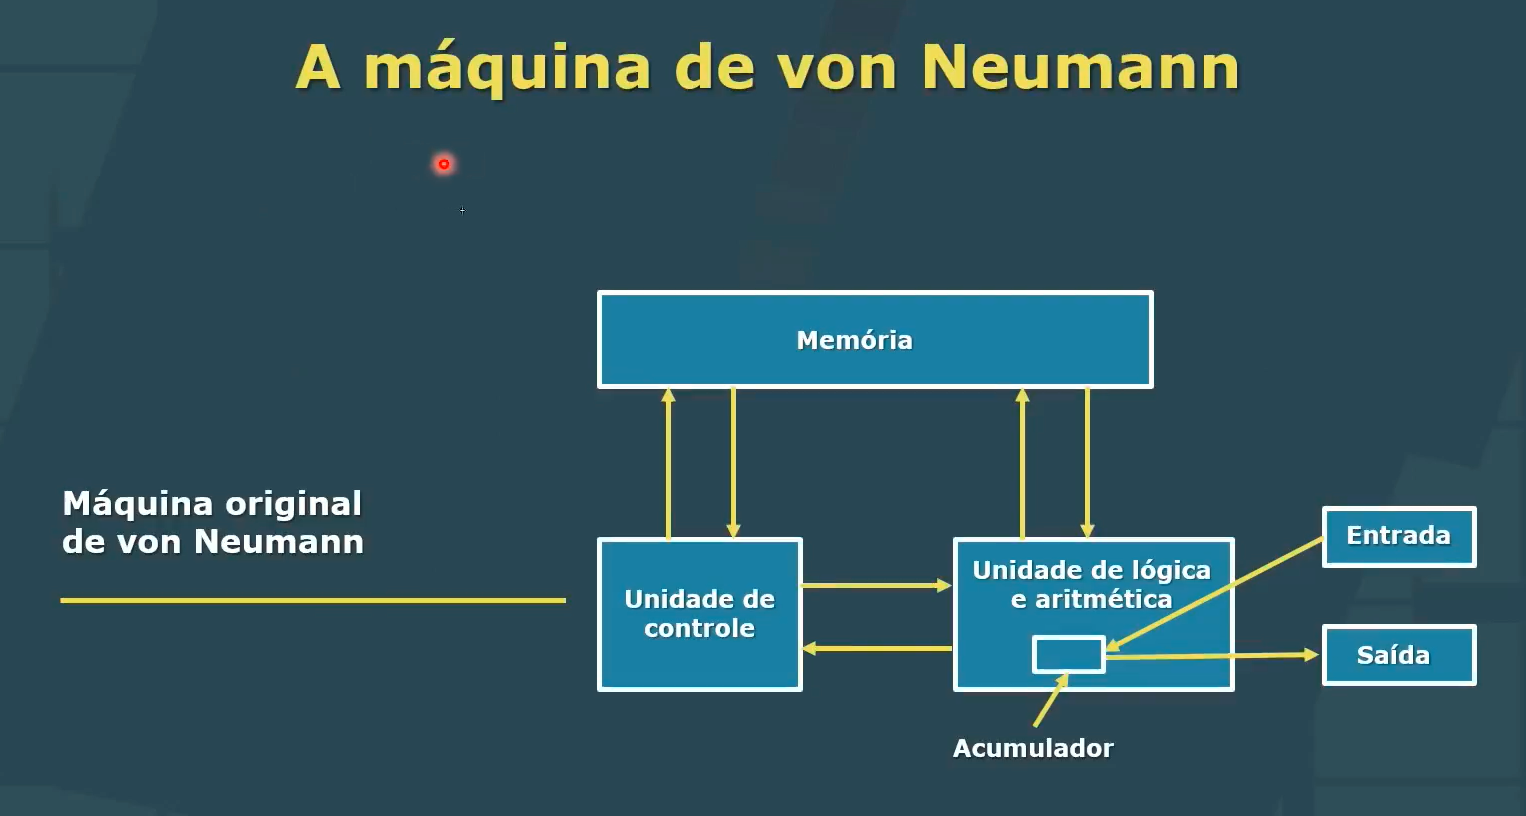 A máquina de von Neumann
Memória
Máquina original
de von Neumann
Unidade de
controle
Unidade de lógica
e aritmética
Entrada
Saída
Acumulador